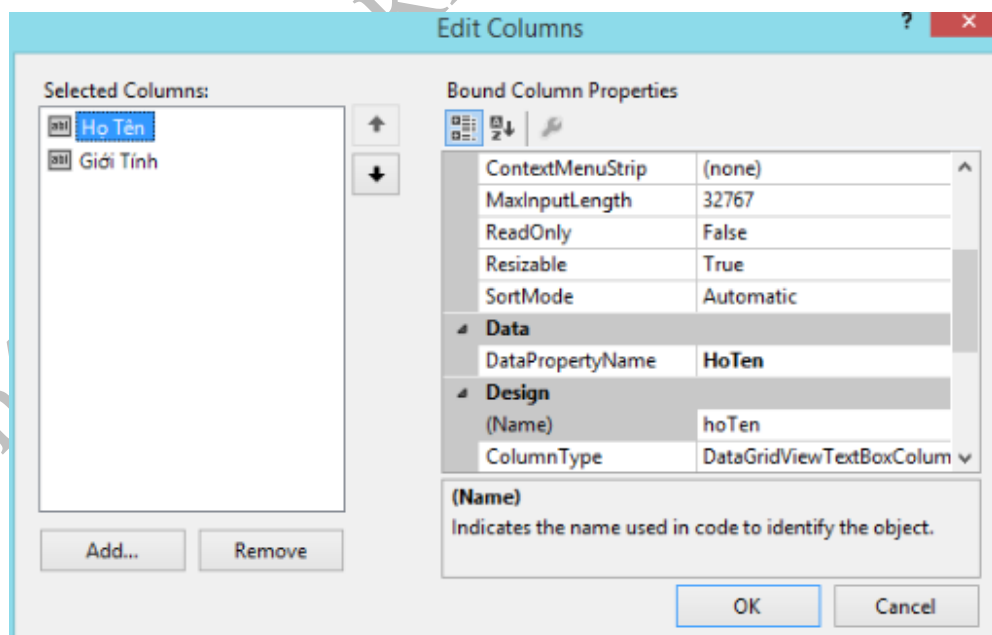 Edit Columns
?
×
Selected Columns:
Họ Tên
Giới Tính
Add...
Remove
Bound Column Properties
ContextMenuStrip (none)
MaxInputLength 32767
ReadOnly False
Resizable True
SortMode Automatic
Data
DataPropertyName HoTen
Design
(Name) hoTen
ColumnType DataGridViewTextBoxColum
(Name)
Indicates the name used in code to identify the object.
OK
Cancel